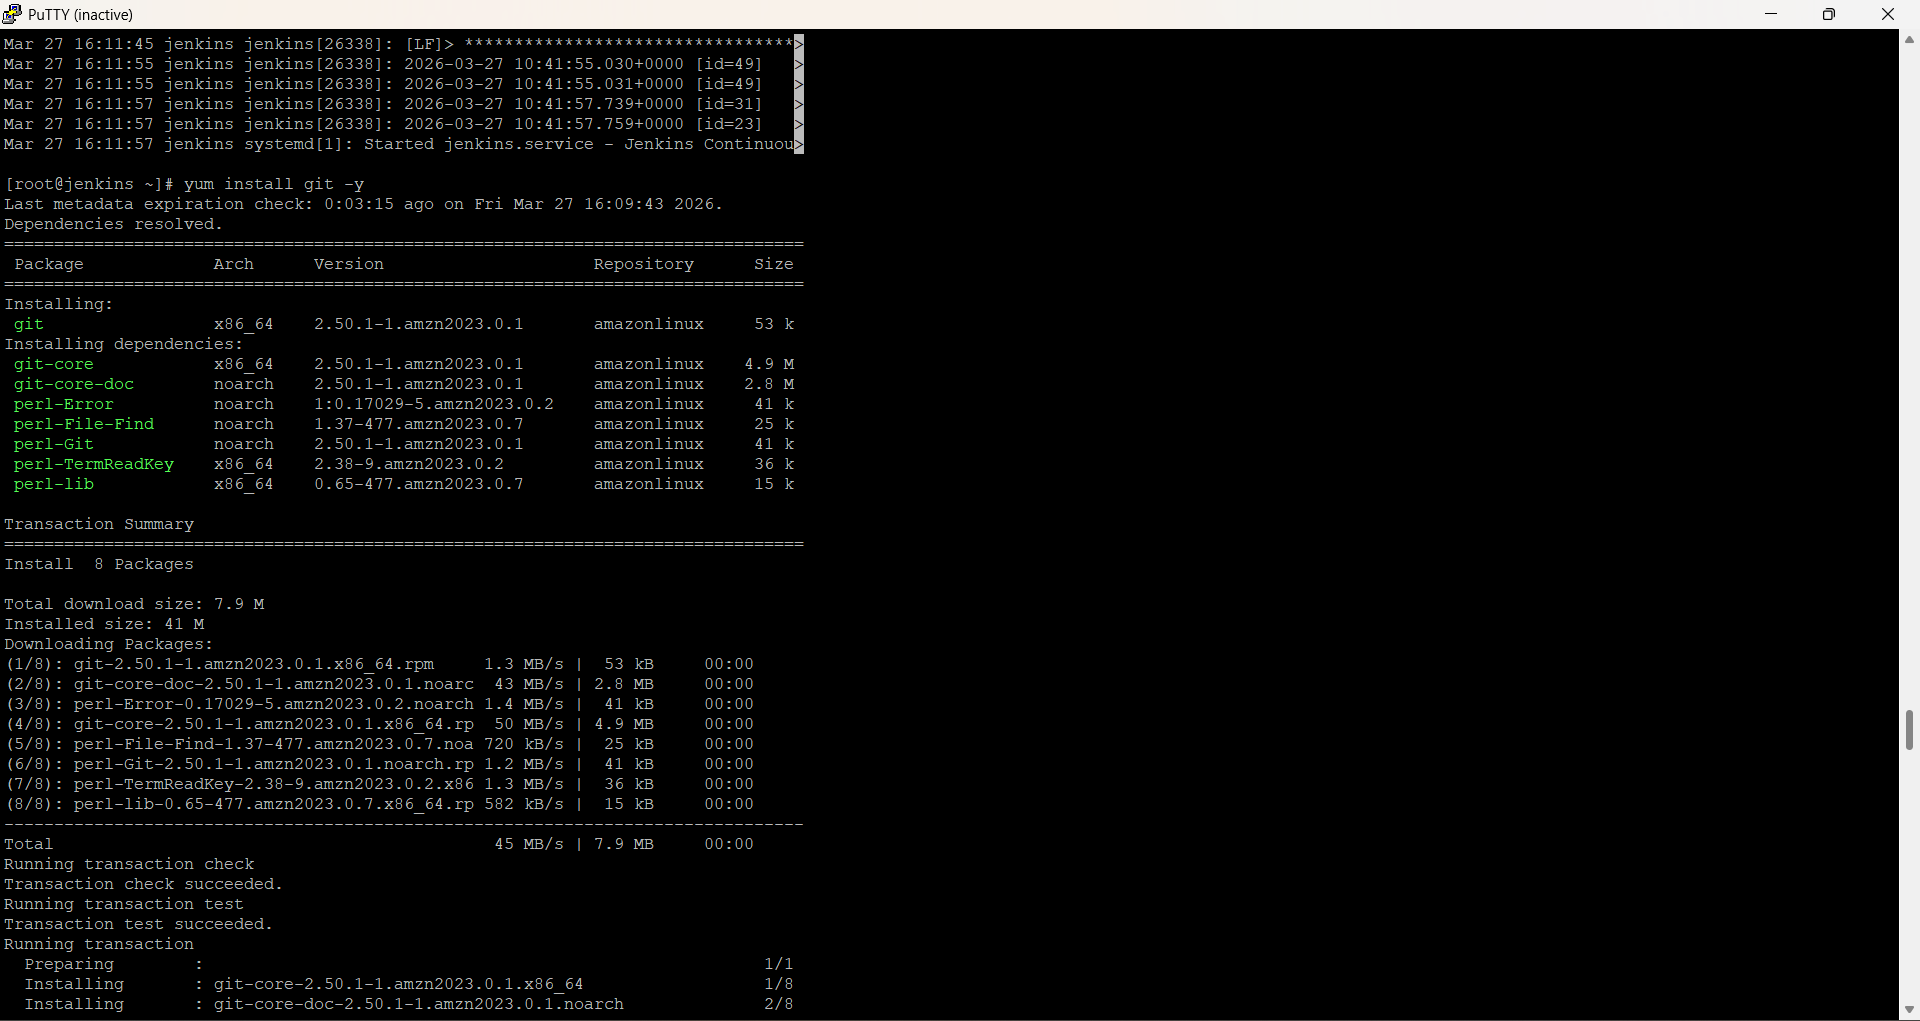 PuTTY (inactive)
Mar 27 16:11:45 jenkins jenkins[26338]: [LF]> *********************************>
Mar 27 16:11:55 jenkins jenkins[26338]: 2026-03-27 10:41:55.030+0000 [id=49]   >
Mar 27 16:11:55 jenkins jenkins[26338]: 2026-03-27 10:41:55.031+0000 [id=49]   >
Mar 27 16:11:57 jenkins jenkins[26338]: 2026-03-27 10:41:57.739+0000 [id=31]   >
Mar 27 16:11:57 jenkins jenkins[26338]: 2026-03-27 10:41:57.759+0000 [id=23]   >
Mar 27 16:11:57 jenkins systemd[1]: Started jenkins.service - Jenkins Continuou>
[root@jenkins ~]# yum install git -y
Last metadata expiration check: 0:03:15 ago on Fri Mar 27 16:09:43 2026.
Dependencies resolved.
================================================================================
 Package             Arch      Version                     Repository      Size
================================================================================
Installing:
 git                 x86_64    2.50.1-1.amzn2023.0.1       amazonlinux     53 k
Installing dependencies:
 git-core            x86_64    2.50.1-1.amzn2023.0.1       amazonlinux    4.9 M
 git-core-doc        noarch    2.50.1-1.amzn2023.0.1       amazonlinux    2.8 M
 perl-Error          noarch    1:0.17029-5.amzn2023.0.2    amazonlinux     41 k
 perl-File-Find      noarch    1.37-477.amzn2023.0.7       amazonlinux     25 k
 perl-Git            noarch    2.50.1-1.amzn2023.0.1       amazonlinux     41 k
 perl-TermReadKey    x86_64    2.38-9.amzn2023.0.2         amazonlinux     36 k
 perl-lib            x86_64    0.65-477.amzn2023.0.7       amazonlinux     15 k
Transaction Summary
================================================================================
Install  8 Packages
Total download size: 7.9 M
Installed size: 41 M
Downloading Packages:
(1/8): git-2.50.1-1.amzn2023.0.1.x86_64.rpm     1.3 MB/s |  53 kB     00:00
(2/8): git-core-doc-2.50.1-1.amzn2023.0.1.noarc  43 MB/s | 2.8 MB     00:00
(3/8): perl-Error-0.17029-5.amzn2023.0.2.noarch 1.4 MB/s |  41 kB     00:00
(4/8): git-core-2.50.1-1.amzn2023.0.1.x86_64.rp  50 MB/s | 4.9 MB     00:00
(5/8): perl-File-Find-1.37-477.amzn2023.0.7.noa 720 kB/s |  25 kB     00:00
(6/8): perl-Git-2.50.1-1.amzn2023.0.1.noarch.rp 1.2 MB/s |  41 kB     00:00
(7/8): perl-TermReadKey-2.38-9.amzn2023.0.2.x86 1.3 MB/s |  36 kB     00:00
(8/8): perl-lib-0.65-477.amzn2023.0.7.x86_64.rp 582 kB/s |  15 kB     00:00
--------------------------------------------------------------------------------
Total                                            45 MB/s | 7.9 MB     00:00
Running transaction check
Transaction check succeeded.
Running transaction test
Transaction test succeeded.
Running transaction
  Preparing        :                                                        1/1
  Installing       : git-core-2.50.1-1.amzn2023.0.1.x86_64                  1/8
  Installing       : git-core-doc-2.50.1-1.amzn2023.0.1.noarch              2/8